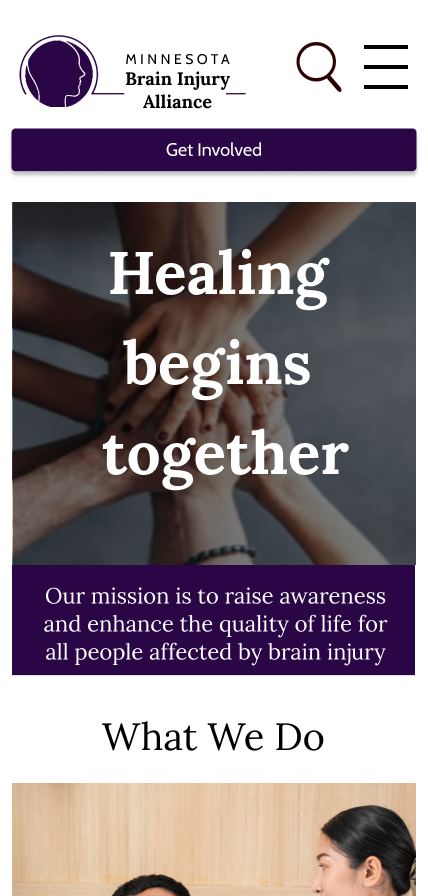 MINNESOTA
Brain Injury
Alliance
Get Involved
Healing
begins
together
Our mission is to raise awareness
and enhance the quality of life for
all people affected by brain injury
What We Do